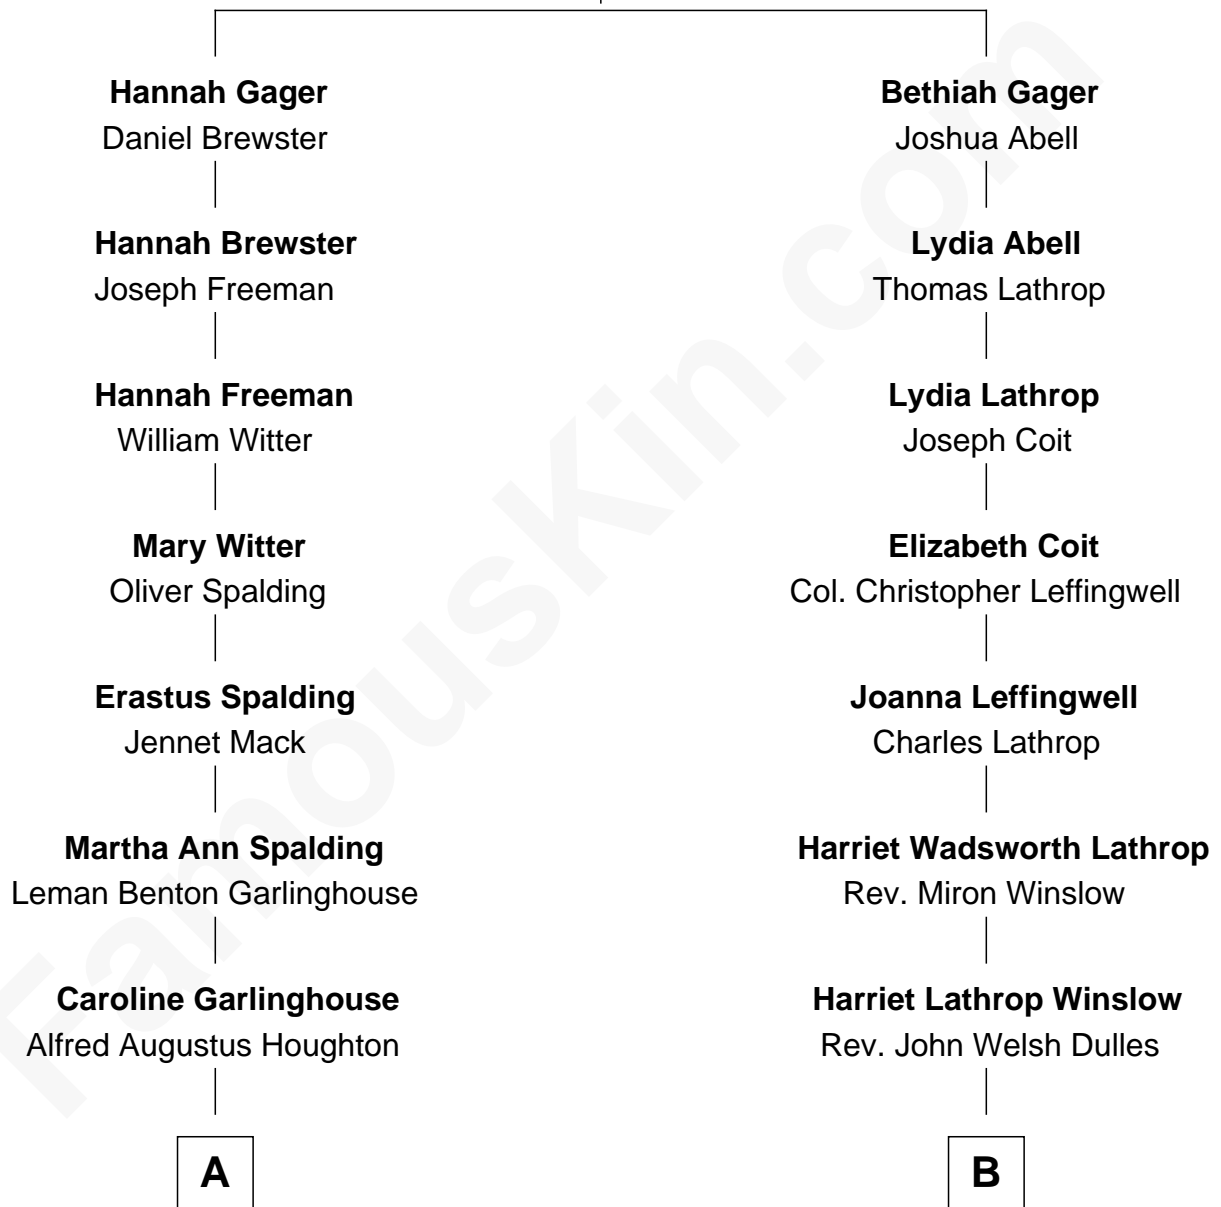 Hannah Gager
Daniel Brewster
Bethiah Gager
Joshua Abell
Hannah Brewster
Joseph Freeman
Lydia Abell
Thomas Lathrop
Hannah Freeman
William Witter
Lydia Lathrop
Joseph Coit
Mary Witter
Oliver Spalding
Elizabeth Coit
Col. Christopher Leffingwell
Erastus Spalding
Jennet Mack
Joanna Leffingwell
Charles Lathrop
Martha Ann Spalding
Leman Benton Garlinghouse
Harriet Wadsworth Lathrop
Rev. Miron Winslow
Caroline Garlinghouse
Alfred Augustus Houghton
Harriet Lathrop Winslow
Rev. John Welsh Dulles
A
B
FamousKin.com